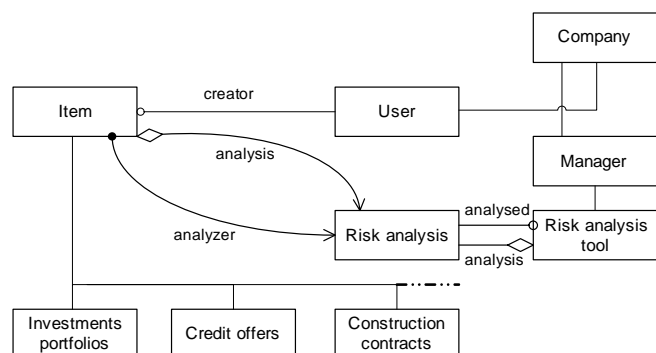 Company
creator
Item
User
analysis
Manager
analysed
analyzer
Risk analysis
Risk analysis
tool
analysis
Investments
portfolios
Credit offers
Construction
contracts